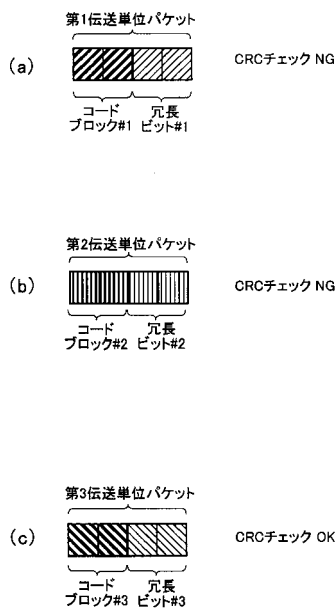 第1伝送単位パケット
(a)
CRCチェック NG
コード
ブロック#1
冗長
ビット#1
第2伝送単位パケット
(b)
CRCチェック NG
コード
ブロック#2
冗長
ビット#2
第3伝送単位パケット
(c)
CRCチェック OK
コード
ブロック#3
冗長
ビット#3